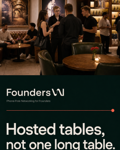 Founders
Hosted tables,
not one long table.